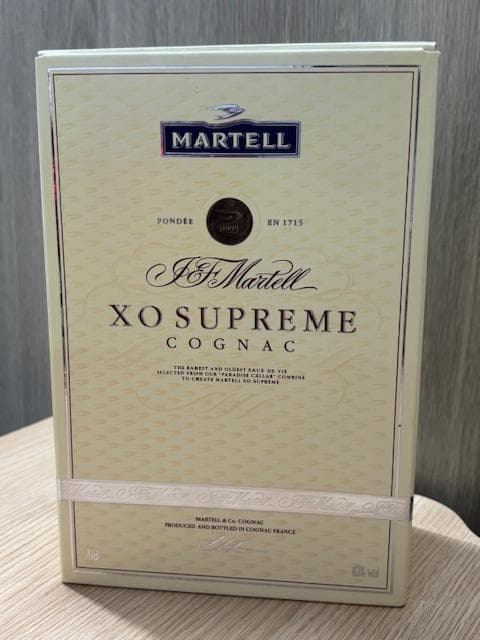 MARTELL
FONDÉE EN 1715
J&F Martell
XO SUPREME
COGNAC
THE RAREST AND OLDEST EAUX-DE-VIE
SELECTED FROM OUR "PARADISE CELLAR" COMBINE
TO CREATE MARTELL XO SUPREME
MARTELL & Co. COGNAC
PRODUCED AND BOTTLED IN COGNAC FRANCE